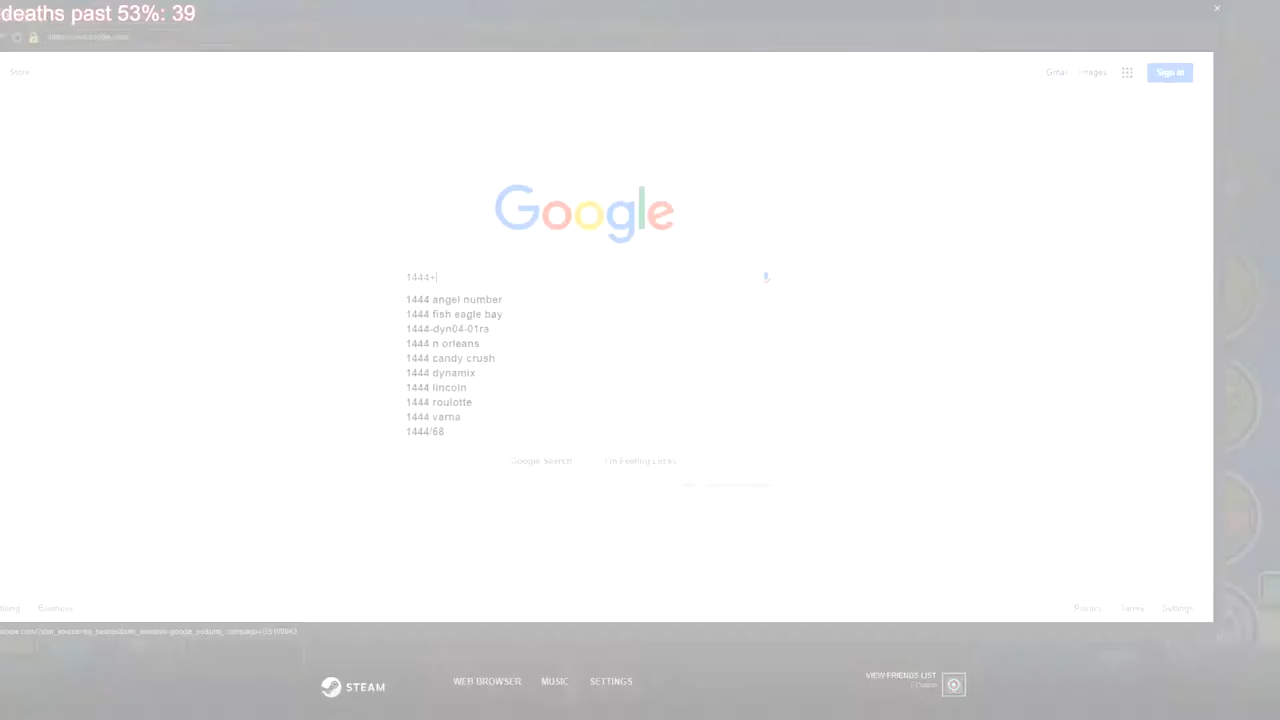 deaths past 53%: 39
Store
Gmail Images Sign in
Google
1444+
1444 angel number
1444 fish eagle bay
1444-dyn04-01ra
1444 n orleans
1444 candy crush
1444 dynamix
1444 lincoln
1444 roulotte
1444 varna
1444/68
Google Search I'm Feeling Lucky
Business
Privacy Terms Settings
STEAM WEB BROWSER MUSIC SETTINGS
VIEW FRIENDS LIST